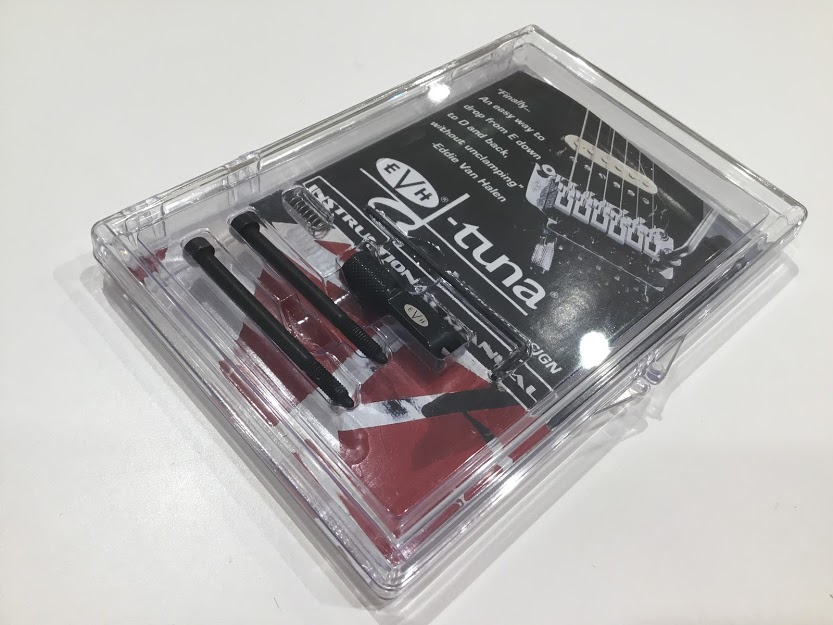 "Finally–
An easy way to
drop from E down
to D and back,
without unclamping"
-Eddie Van Halen
EVH®
D-tuna®
INSTRUCTION MANUAL
EVH